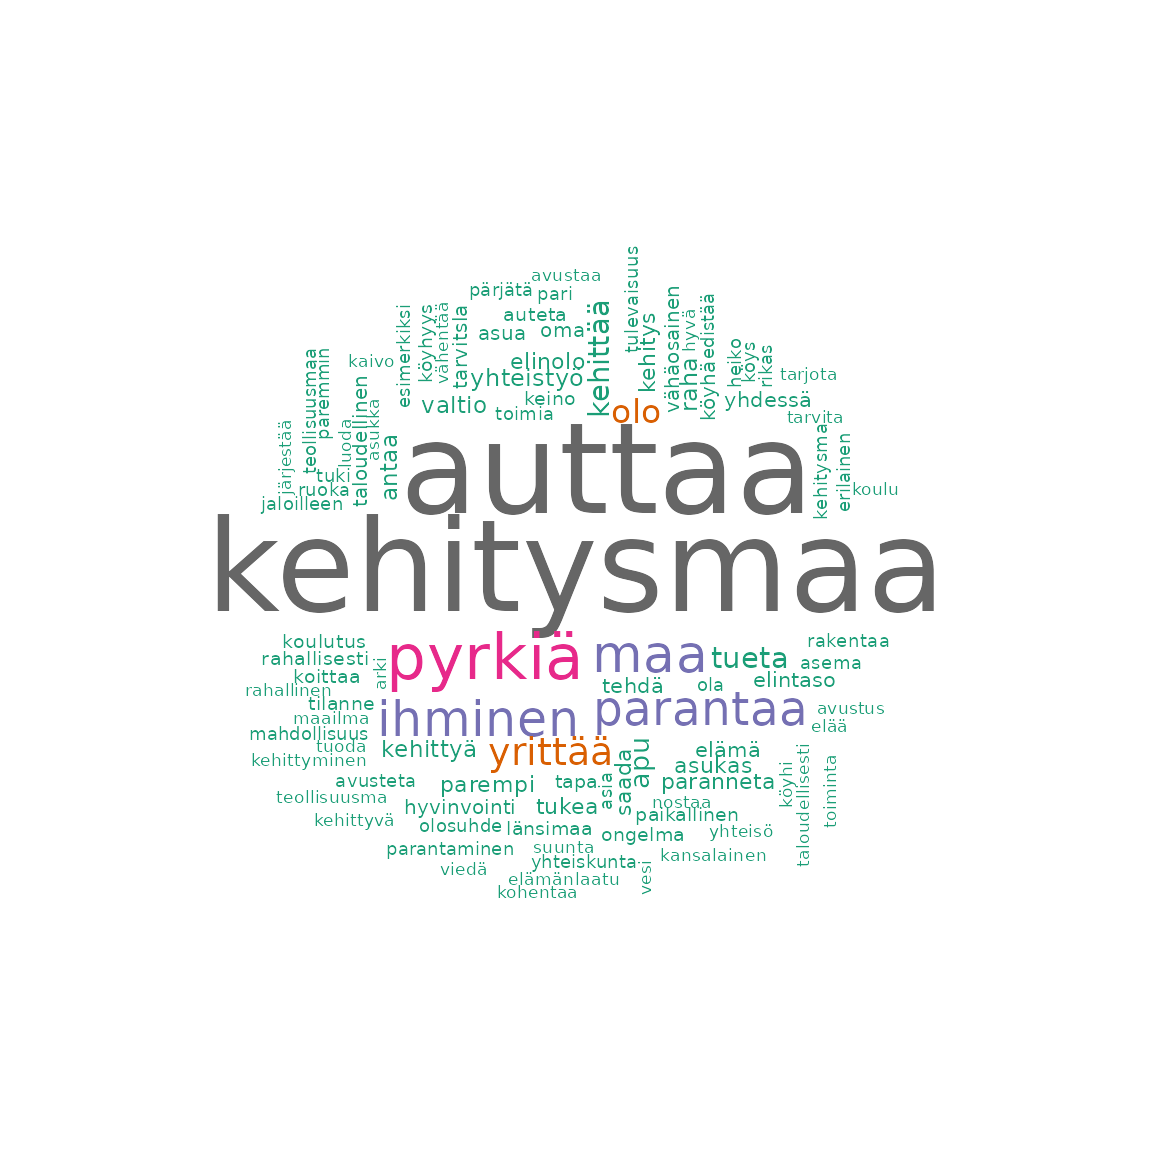 avustaa
tulevaisuus
pärjätä
pari
vähäosainen
edistää
kehittää
esimerkiksi
köyhyys
vähentää
tarvitsla
auteta
asua
oma
kehitys
hyvä
teollisuusmaa
paremmin
kaivo
elinolo
yhteistyö
raha
köyhä
heiko
köys
rikas
tarjota
taloudellinen
valtio
keino
toimia
olo
yhdessä
tarvita
järjestää
luoda
asukka
antaa
auttaa
kehitysma
erilainen
tuki
ruoka
jaloilleen
koulu
kehitysmaa
koulutus
rahallisesti
koittaa
rahallinen
arki
pyrkiä
maa
tueta
rakentaa
asema
tehdä
ola
elintaso
tilanne
maailma
mahdollisuus
tuoda
kehittyminen
ihminen
parantaa
avustus
elää
kehittyä
yrittää
saada
apu
elämä
asukas
paranneta
avusteta
parempi
tapa
asia
köyhi
taloudellisesti
toiminta
teollisuusma
kehittyvä
hyvinvointi
tukea
nostaa
paikallinen
olosuhde
länsimaa
ongelma
yhteisö
parantaminen
suunta
yhteiskunta
kansalainen
viedä
elämänlaatu
vesi
kohentaa